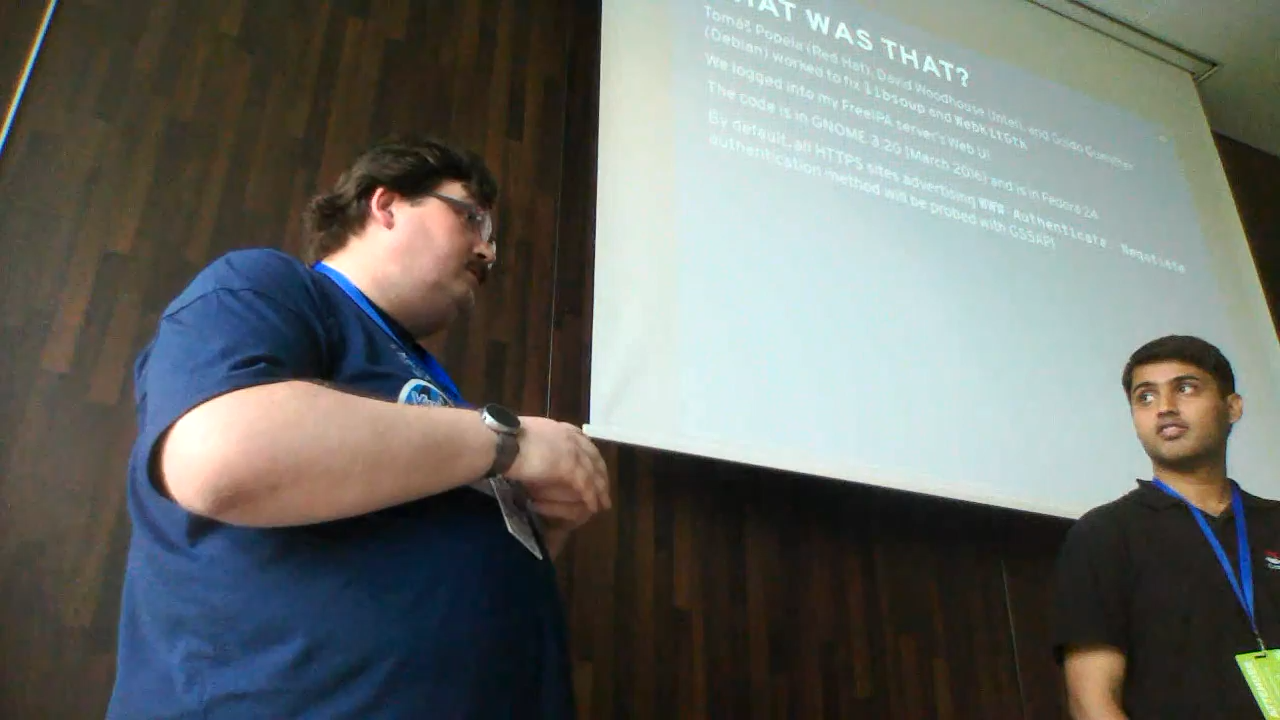 WHAT WAS THAT?
Tomáš Popela (Red Hat), David Woodhouse (Intel), and Guido Guenther
(Debian) worked to fix libsoup and WebKitGTK
We logged into my FreeIPA server's Web UI
The code is in GNOME 3.20 (March 2016) and is in Fedora 24
By default, all HTTPS sites advertising WWW-Authenticate: Negotiate
authentication method will be probed with GSSAPI